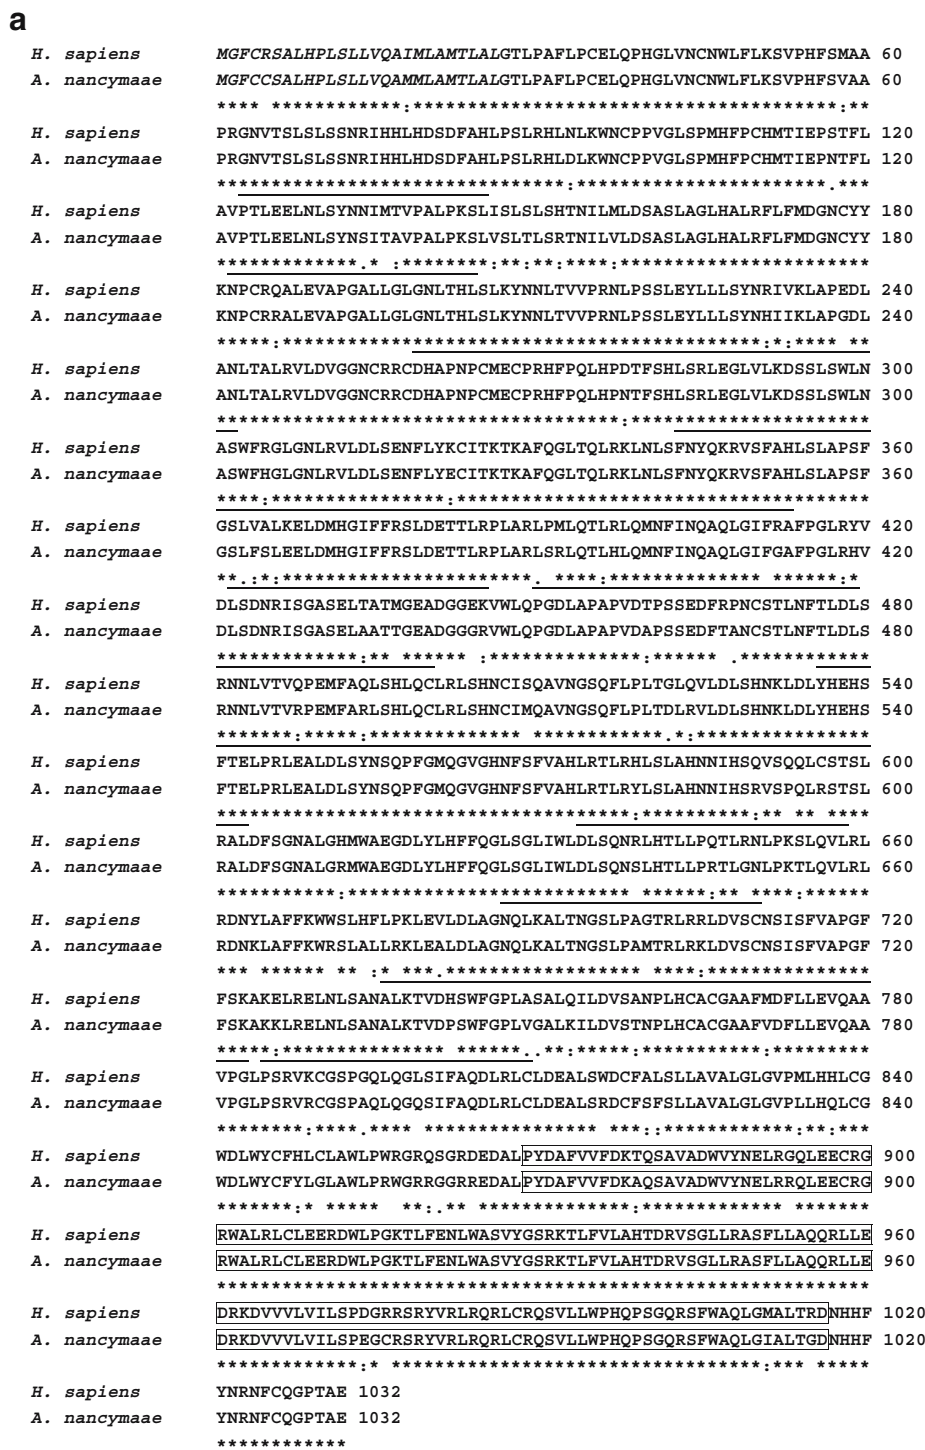 a
H. sapiens MGFCRSALHPLSLLVQAIMLAMTLALGTLPAFLPCELQPHGLVNCNWLFLKSVPHFSMAA 60
A. nancymaae MGFCCSALHPLSLLVQAMMLAMTLALGTLPAFLPCELQPHGLVNCNWLFLKSVPHFSVAA 60
**** ************:***************************************:**
H. sapiens PRGNVTSLSLSSNRIHHLHDSDFAHLPSLRHLNLKWNCPPVGLSPMHFPCHMTIEPSTFL 120
A. nancymaae PRGNVTSLSLSSNRIHHLHDSDFAHLPSLRHLDLKWNCPPVGLSPMHFPCHMTIEPNTFL 120
********************************:***********************.***
H. sapiens AVPTLEELNLSYNNIMTVPALPKSLISLSLSHTNILMLDSASLAGLHALRFLFMDGNCYY 180
A. nancymaae AVPTLEELNLSYNSITAVPALPKSLVSLTLSRTNILVLDSASLAGLHALRFLFMDGNCYY 180
*************.* :********:**:**:****:***********************
H. sapiens KNPCRQALEVAPGALLGLGNLTHLSLKYNNLTVVPRNLPSSLEYLLLSYNRIVKLAPEDL 240
A. nancymaae KNPCRRALEVAPGALLGLGNLTHLSLKYNNLTVVPRNLPSSLEYLLLSYNHIIKLAPGDL 240
*****:********************************************:*:**** **
H. sapiens ANLTALRVLDVGGNCRRCDHAPNPCMECPRHFPQLHPDTFSHLSRLEGLVLKDSSLSWLN 300
A. nancymaae ANLTALRVLDVGGNCRRCDHAPNPCMECPRHFPQLHPNTFSHLSRLEGLVLKDSSLSWLN 300
*************************************:**********************
H. sapiens ASWFRGLGNLRVLDLSENFLYKCITKTKAFQGLTQLRKLNLSFNYQKRVSFAHLSLAPSF 360
A. nancymaae ASWFHGLGNLRVLDLSENFLYECITKTKAFQGLTQLRKLNLSFNYQKRVSFAHLSLAPSF 360
****:****************:**************************************
H. sapiens GSLVALKELDMHGIFFRSLDETTLRPLARLPMLQTLRLQMNFINQAQLGIFRAFPGLRYV 420
A. nancymaae GSLFSLEELDMHGIFFRSLDETTLRPLARLSRLQTLHLQMNFINQAQLGIFGAFPGLRHV 420
***.:*:***********************. ****:************** ******:*
H. sapiens DLSDNRISGASELTATMGEADGGEKVWLQPGDLAPAPVDTPSSEDFRPNCSTLNFTLDLS 480
A. nancymaae DLSDNRISGASELAATTGEADGGGRVWLQPGDLAPAPVDAPSSEDFTANCSTLNFTLDLS 480
*************:** ****** :**************:****** .************
H. sapiens RNNLVTVQPEMFAQLSHLQCLRLSHNCISQAVNGSQFLPLTGLQVLDLSHNKLDLYHEHS 540
A. nancymaae RNNLVTVRPEMFARLSHLQCLRLSHNCIMQAVNGSQFLPLTDLRVLDLSHNKLDLYHEHS 540
*******:*****:************** ************.*:****************
H. sapiens FTELPRLEALDLSYNSQPFGMQGVGHNFSFVAHLRTLRHLSLAHNNIHSQVSQQLCSTSL 600
A. nancymaae FTELPRLEALDLSYNSQPFGMQGVGHNFSFVAHLRTLRYLSLAHNNIHSRVSPQLRSTSL 600
**************************************:**********:** ** ****
H. sapiens RALDFSGNALGHMWAEGDLYLHFFQGLSGLIWLDLSQNRLHTLLPQTLRNLPKSLQVLRL 660
A. nancymaae RALDFSGNALGRMWAEGDLYLHFFQGLSGLIWLDLSQNSLHTLLPRTLGNLPKTLQVLRL 660
***********:************************** ******:** ****:******
H. sapiens RDNYLAFFKWWSLHFLPKLEVLDLAGNQLKALTNGSLPAGTRLRRLDVSCNSISFVAPGF 720
A. nancymaae RDNKLAFFKWRSLALLRKLEALDLAGNQLKALTNGSLPAMTRLRKLDVSCNSISFVAPGF 720
*** ****** ** :* ***.****************** ****:***************
H. sapiens FSKAKELRELNLSANALKTVDHSWFGPLASALQILDVSANPLHCACGAAFMDFLLEVQAA 780
A. nancymaae FSKAKKLRELNLSANALKTVDPSWFGPLVGALKILDVSTNPLHCACGAAFVDFLLEVQAA 780
*****:*************** ******..**:*****:***********:*********
H. sapiens VPGLPSRVKCGSPGQLQGLSIFAQDLRLCLDEALSWDCFALSLLAVALGLGVPMLHHLCG 840
A. nancymaae VPGLPSRVRCGSPAQLQGQSIFAQDLRLCLDEALSRDCFSFSLLAVALGLGVPLLHQLCG 840
********:****.**** **************** ***::************:**:***
H. sapiens WDLWYCFHLCLAWLPWRGRQSGRDEDALPYDAFVVFDKTQSAVADWVYNELRGQLEECRG 900
A. nancymaae WDLWYCFYLGLAWLPRWGRRGGRREDALPYDAFVVFDKAQSAVADWVYNELRRQLEECRG 900
*******:* *****  **:.** **************:************* *******
H. sapiens RWALRLCLEERDWLPGKTLFENLWASVYGSRKTLFVLAHTDRVSGLLRASFLLAQQRLLE 960
A. nancymaae RWALRLCLEERDWLPGKTLFENLWASVYGSRKTLFVLAHTDRVSGLLRASFLLAQQRLLE 960
************************************************************
H. sapiens DRKDVVVLVILSPDGRRSRYVRLRQRLCRQSVLLWPHQPSGQRSFWAQLGMALTRDNHHF 1020
A. nancymaae DRKDVVVLVILSPEGCRSRYVRLRQRLCRQSVLLWPHQPSGQRSFWAQLGIALTGDNHHF 1020
*************:* **********************************:*** *****
H. sapiens YNRNFCQGPTAE 1032
A. nancymaae YNRNFCQGPTAE 1032
************